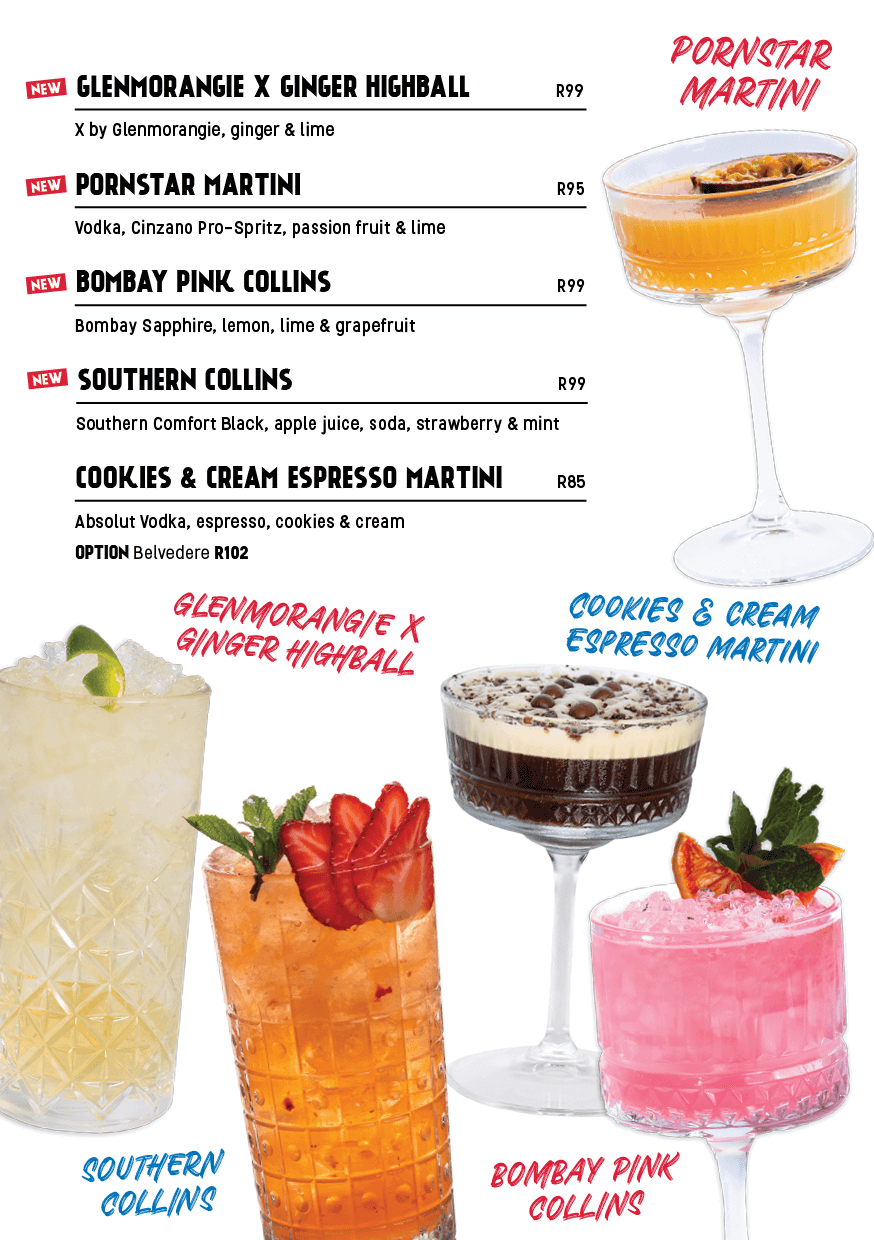 PORNSTAR
MARTINI
NEW GLENMORANGIE X GINGER HIGHBALL R99
X by Glenmorangie, ginger & lime
NEW PORNSTAR MARTINI R95
Vodka, Cinzano Pro-Spritz, passion fruit & lime
NEW BOMBAY PINK COLLINS R99
Bombay Sapphire, lemon, lime & grapefruit
NEW SOUTHERN COLLINS R99
Southern Comfort Black, apple juice, soda, strawberry & mint
COOKIES & CREAM ESPRESSO MARTINI R85
Absolut Vodka, espresso, cookies & cream
OPTION Belvedere R102
GLENMORANGIE X
GINGER HIGHBALL
COOKIES & CREAM
ESPRESSO MARTINI
SOUTHERN
COLLINS
BOMBAY PINK
COLLINS